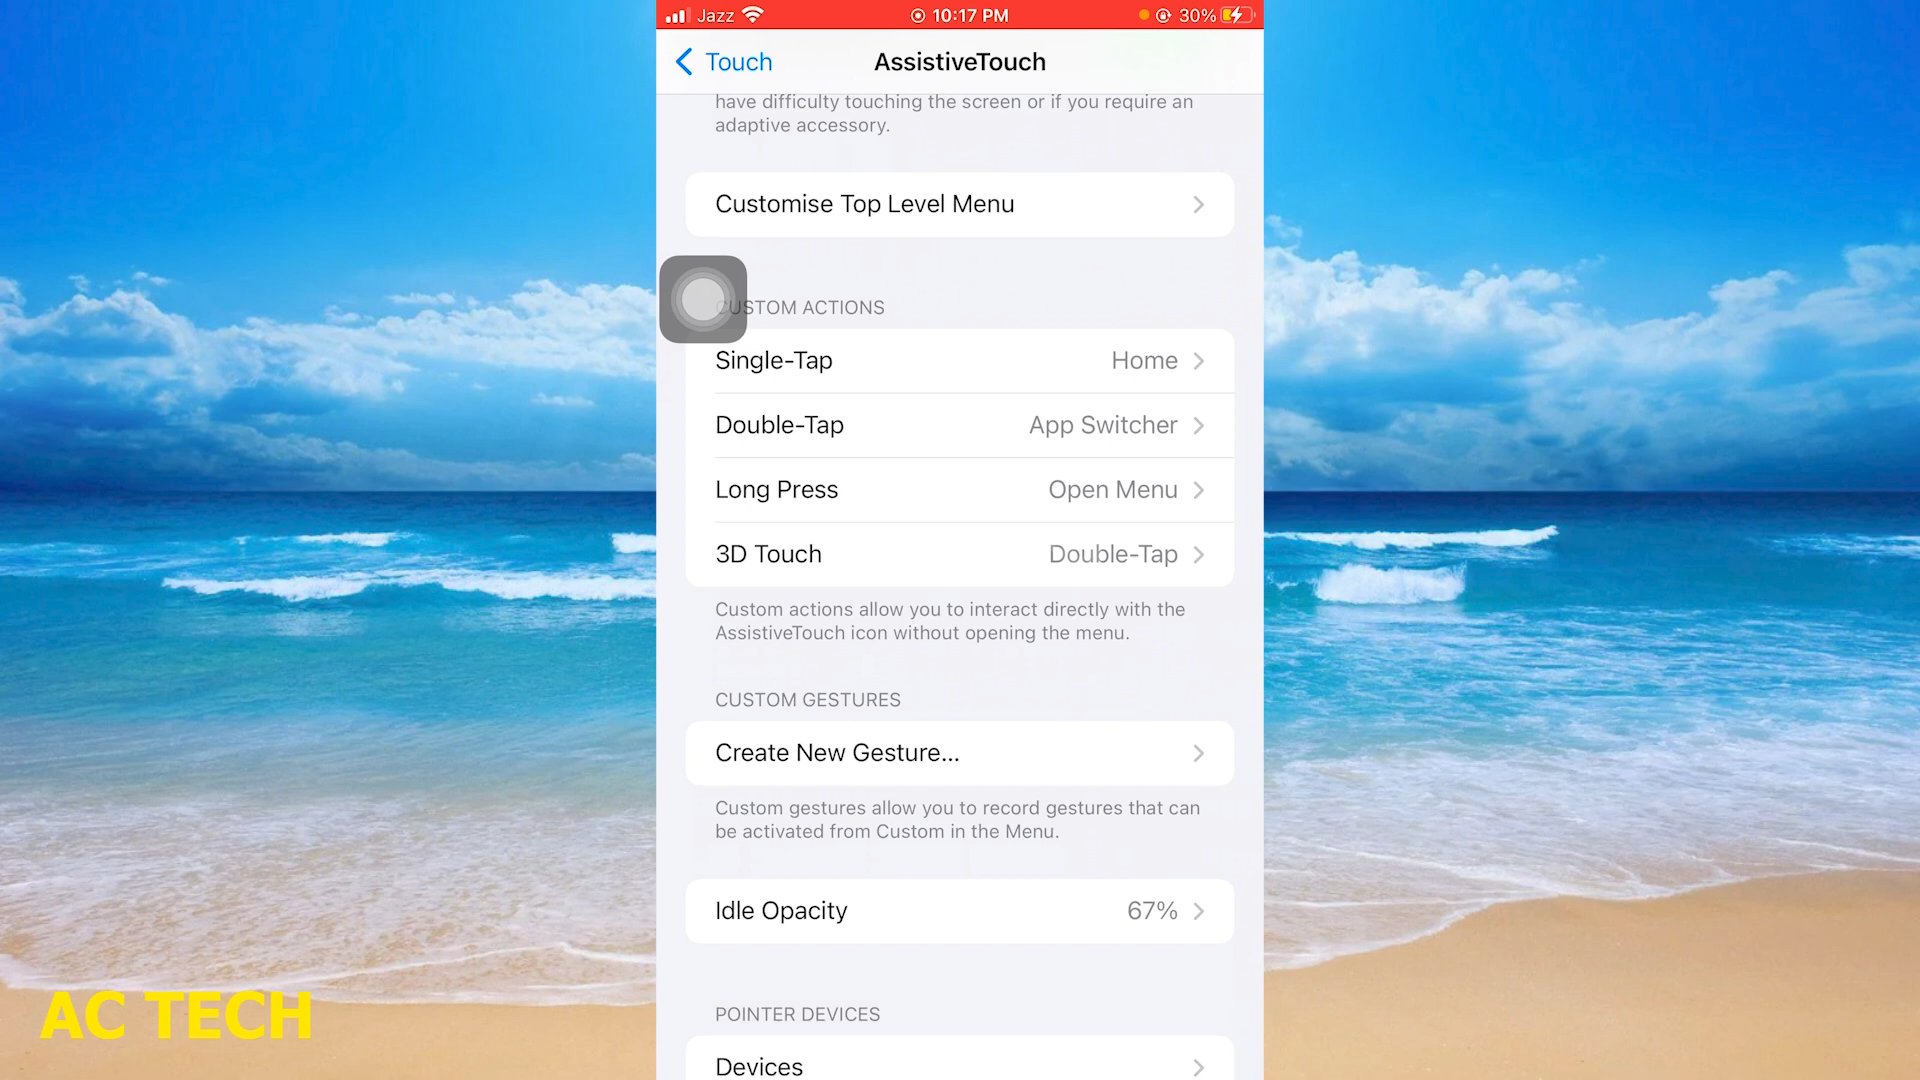 Jazz 10:17 PM 30%
Touch AssistiveTouch
have difficulty touching the screen or if you require an
adaptive accessory.
Customise Top Level Menu
CUSTOM ACTIONS
Single-Tap Home
Double-Tap App Switcher
Long Press Open Menu
3D Touch Double-Tap
Custom actions allow you to interact directly with the
AssistiveTouch icon without opening the menu.
CUSTOM GESTURES
Create New Gesture...
Custom gestures allow you to record gestures that can
be activated from Custom in the Menu.
Idle Opacity 67%
POINTER DEVICES
Devices
AC TECH